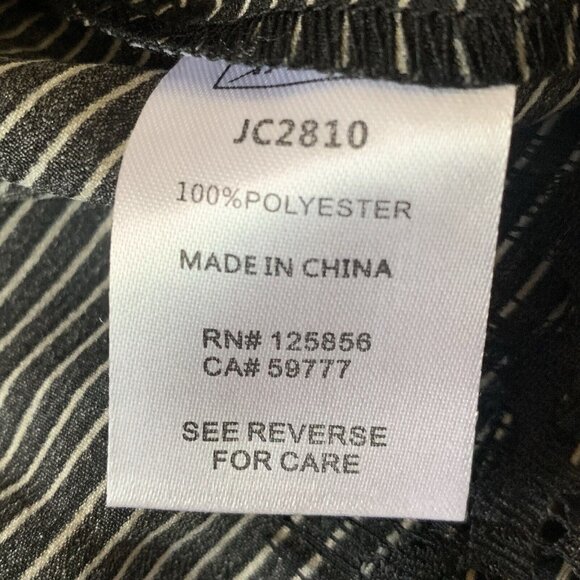 JC2810
100%POLYESTER
MADE IN CHINA
RN# 125856
CA# 59777
SEE REVERSE
FOR CARE